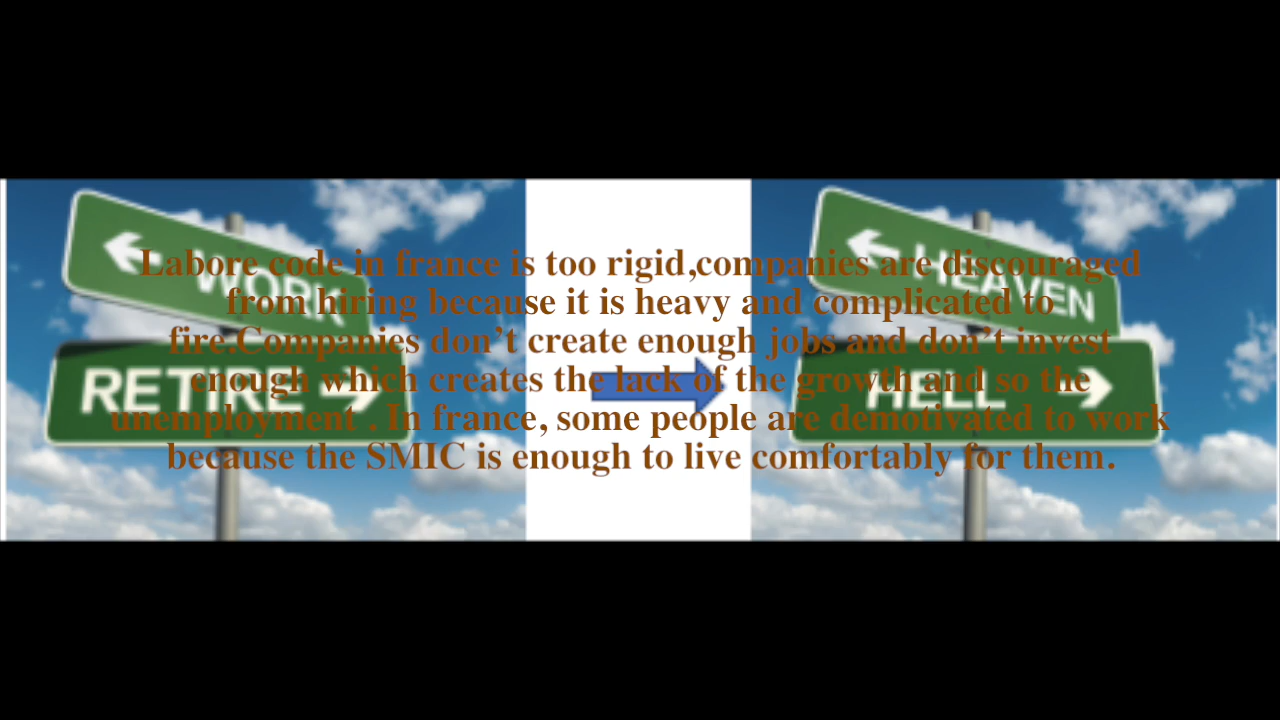 WORK
RETIRE
HEAVEN
HELL
Labore code in france is too rigid,companies are discouraged
from hiring because it is heavy and complicated to
fire.Companies don’t create enough jobs and don’t invest
enough which creates the lack of the growth and so the
unemployment . In france, some people are demotivated to work
because the SMIC is enough to live comfortably for them.